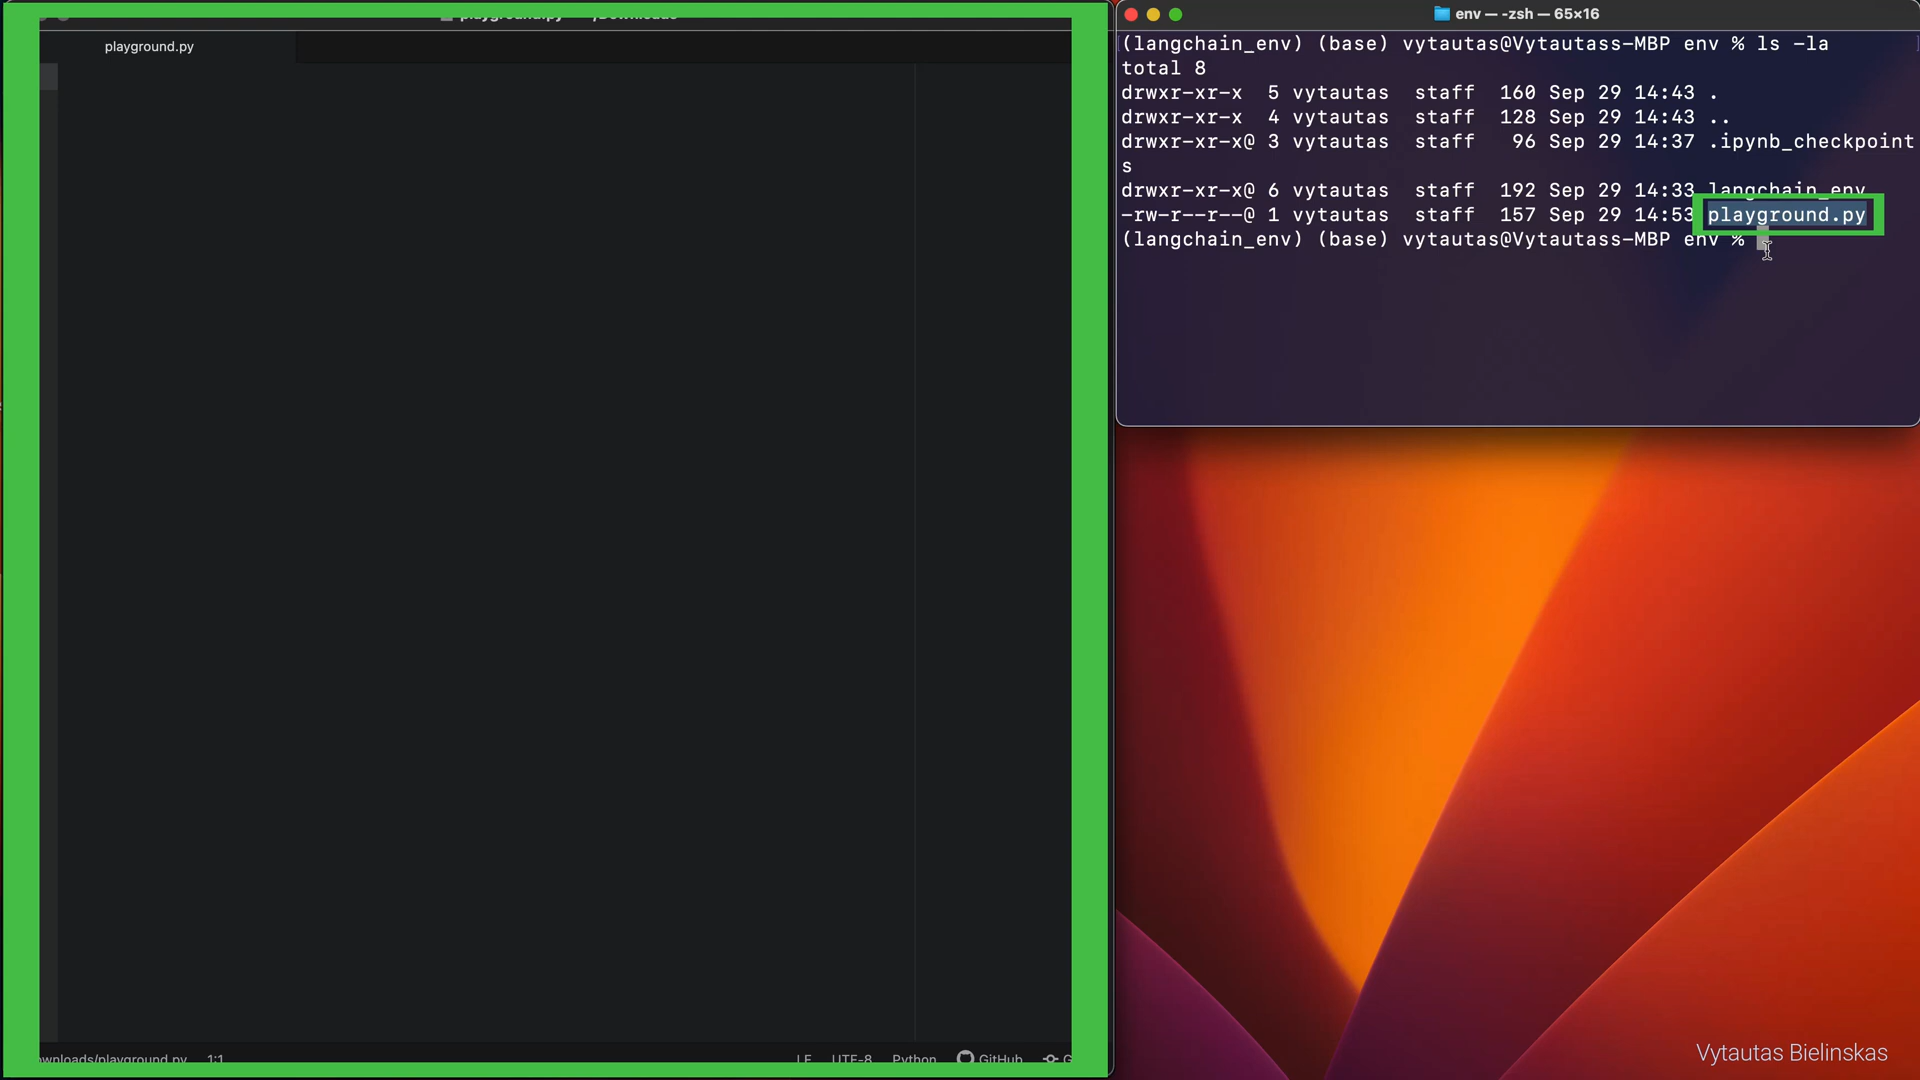 playground.py
wnloads/playground.py 1:1
LF UTF-8 Python GitHub
env — -zsh — 65×16
(langchain_env) (base) vytautas@Vytautass-MBP env % ls -la
total 8
drwxr-xr-x 5 vytautas staff 160 Sep 29 14:43 .
drwxr-xr-x 4 vytautas staff 128 Sep 29 14:43 ..
drwxr-xr-x@ 3 vytautas staff 96 Sep 29 14:37 .ipynb_checkpoint
s
drwxr-xr-x@ 6 vytautas staff 192 Sep 29 14:33 langchain_env
-rw-r--r--@ 1 vytautas staff 157 Sep 29 14:53 playground.py
(langchain_env) (base) vytautas@Vytautass-MBP env %
Vytautas Bielinskas